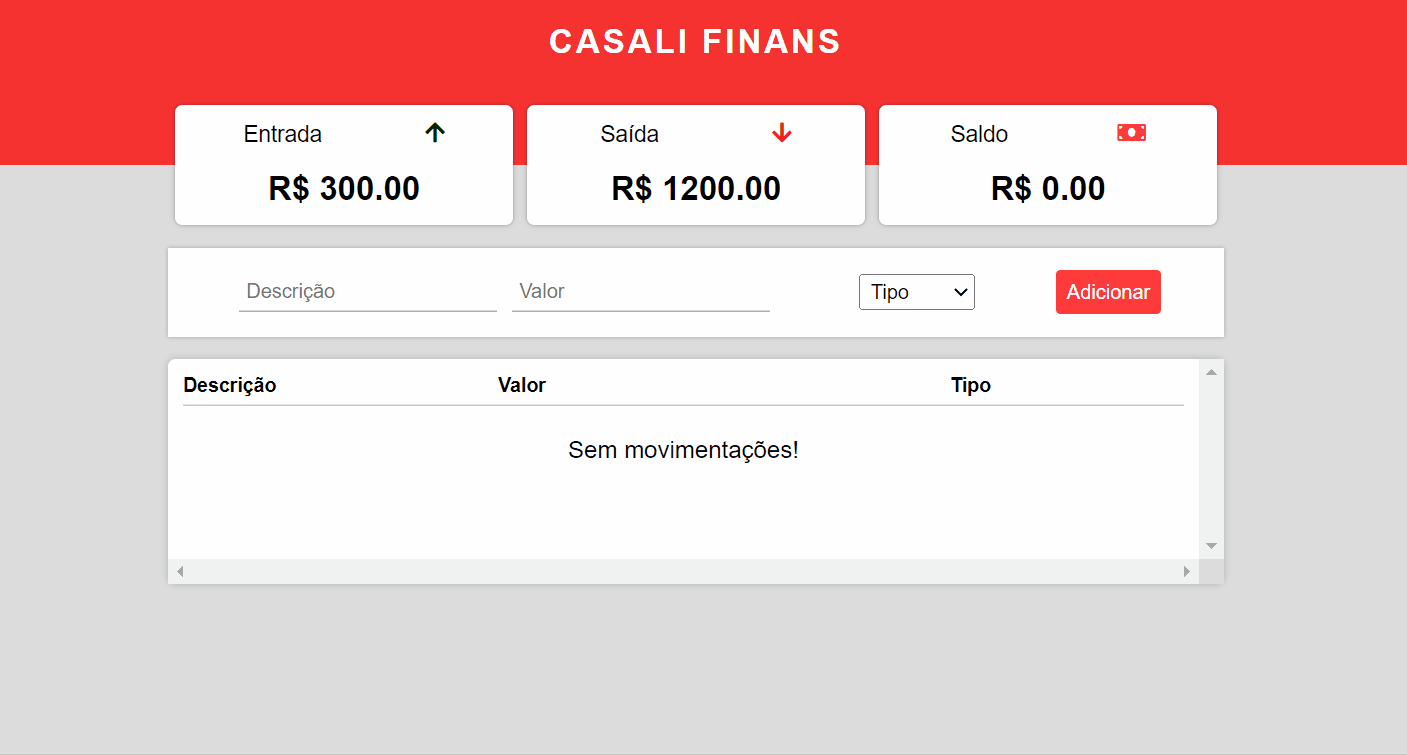 CASALI FINANS
Entrada
R$ 300.00
Saída
R$ 1200.00
Saldo
R$ 0.00
Descrição Valor Tipo Adicionar
Descrição Valor Tipo
Sem movimentações!